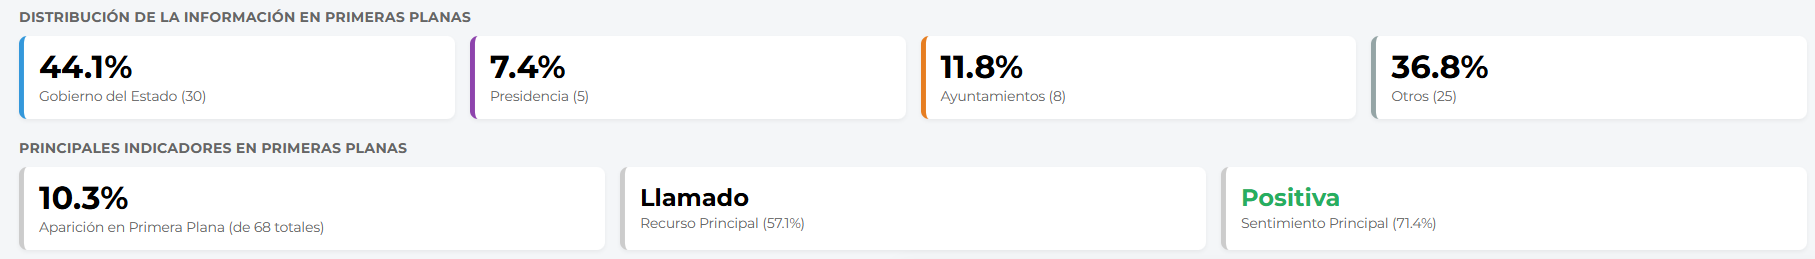 DISTRIBUCIÓN DE LA INFORMACIÓN EN PRIMERAS PLANAS
44.1%
Gobierno del Estado (30)
7.4%
Presidencia (5)
11.8%
Ayuntamientos (8)
36.8%
Otros (25)
PRINCIPALES INDICADORES EN PRIMERAS PLANAS
10.3%
Aparición en Primera Plana (de 68 totales)
Llamado
Recurso Principal (57.1%)
Positiva
Sentimiento Principal (71.4%)